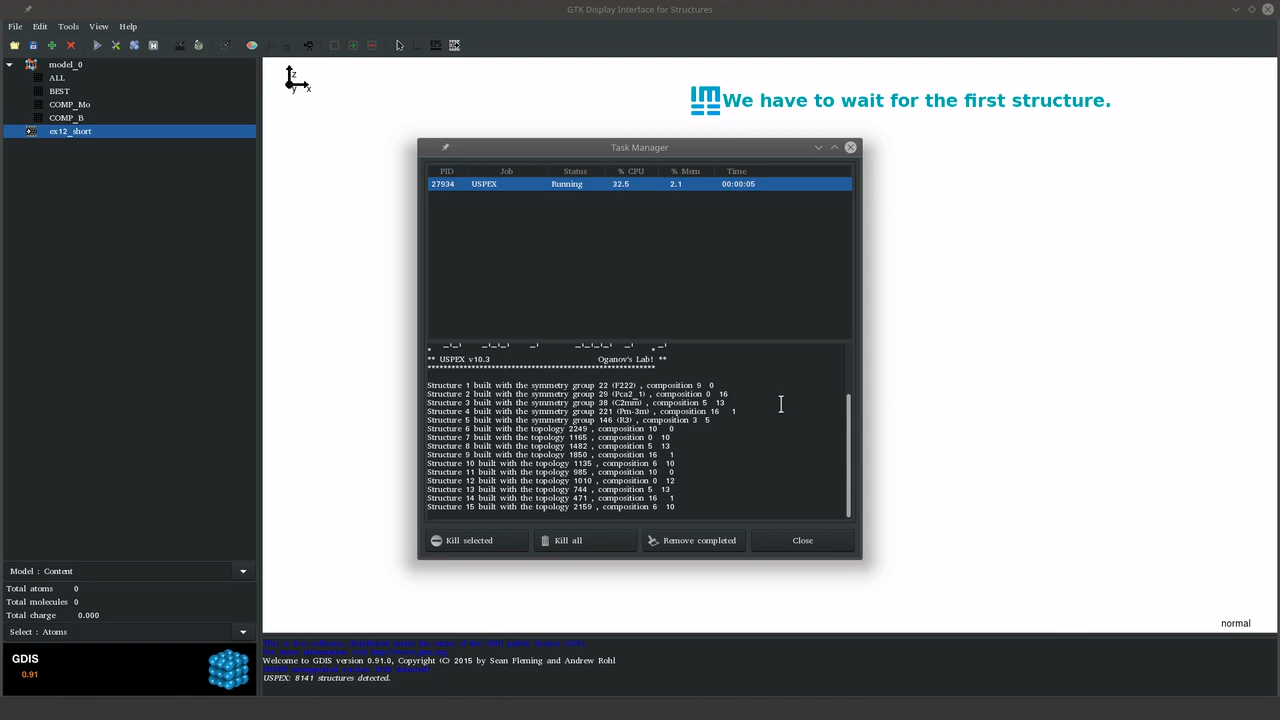 GTK Display Interface for Structures
File Edit Tools View Help
model_0
ALL
BEST
COMP_Mo
COMP_B
ex12_short
z
y x
We have to wait for the first structure.
Task Manager
PID Job Status % CPU % Mem Time
27934 USPEX Running 32.5 2.1 00:00:05
** USPEX v10.3 Oganov's Lab! **
*********************************************************
Structure 1 built with the symmetry group 22 (F222) , composition 9 0
Structure 2 built with the symmetry group 29 (Pca2_1) , composition 0 16
Structure 3 built with the symmetry group 38 (C2mm) , composition 5 13
Structure 4 built with the symmetry group 221 (Pm-3m) , composition 16 1
Structure 5 built with the symmetry group 146 (R3) , composition 3 5
Structure 6 built with the topology 2249 , composition 10 0
Structure 7 built with the topology 1165 , composition 0 10
Structure 8 built with the topology 1482 , composition 5 13
Structure 9 built with the topology 1850 , composition 16 1
Structure 10 built with the topology 1135 , composition 6 10
Structure 11 built with the topology 985 , composition 10 0
Structure 12 built with the topology 1010 , composition 0 12
Structure 13 built with the topology 744 , composition 5 13
Structure 14 built with the topology 471 , composition 16 1
Structure 15 built with the topology 2159 , composition 6 10
Kill selected
Kill all
Remove completed
Close
Model : Content
Total atoms 0
Total molecules 0
Total charge 0.000
Select : Atoms
normal
GDIS
0.91
Welcome to GDIS version 0.91.0, Copyright (C) 2015 by Sean Fleming and Andrew Rohl
USPEX: 8141 structures detected.